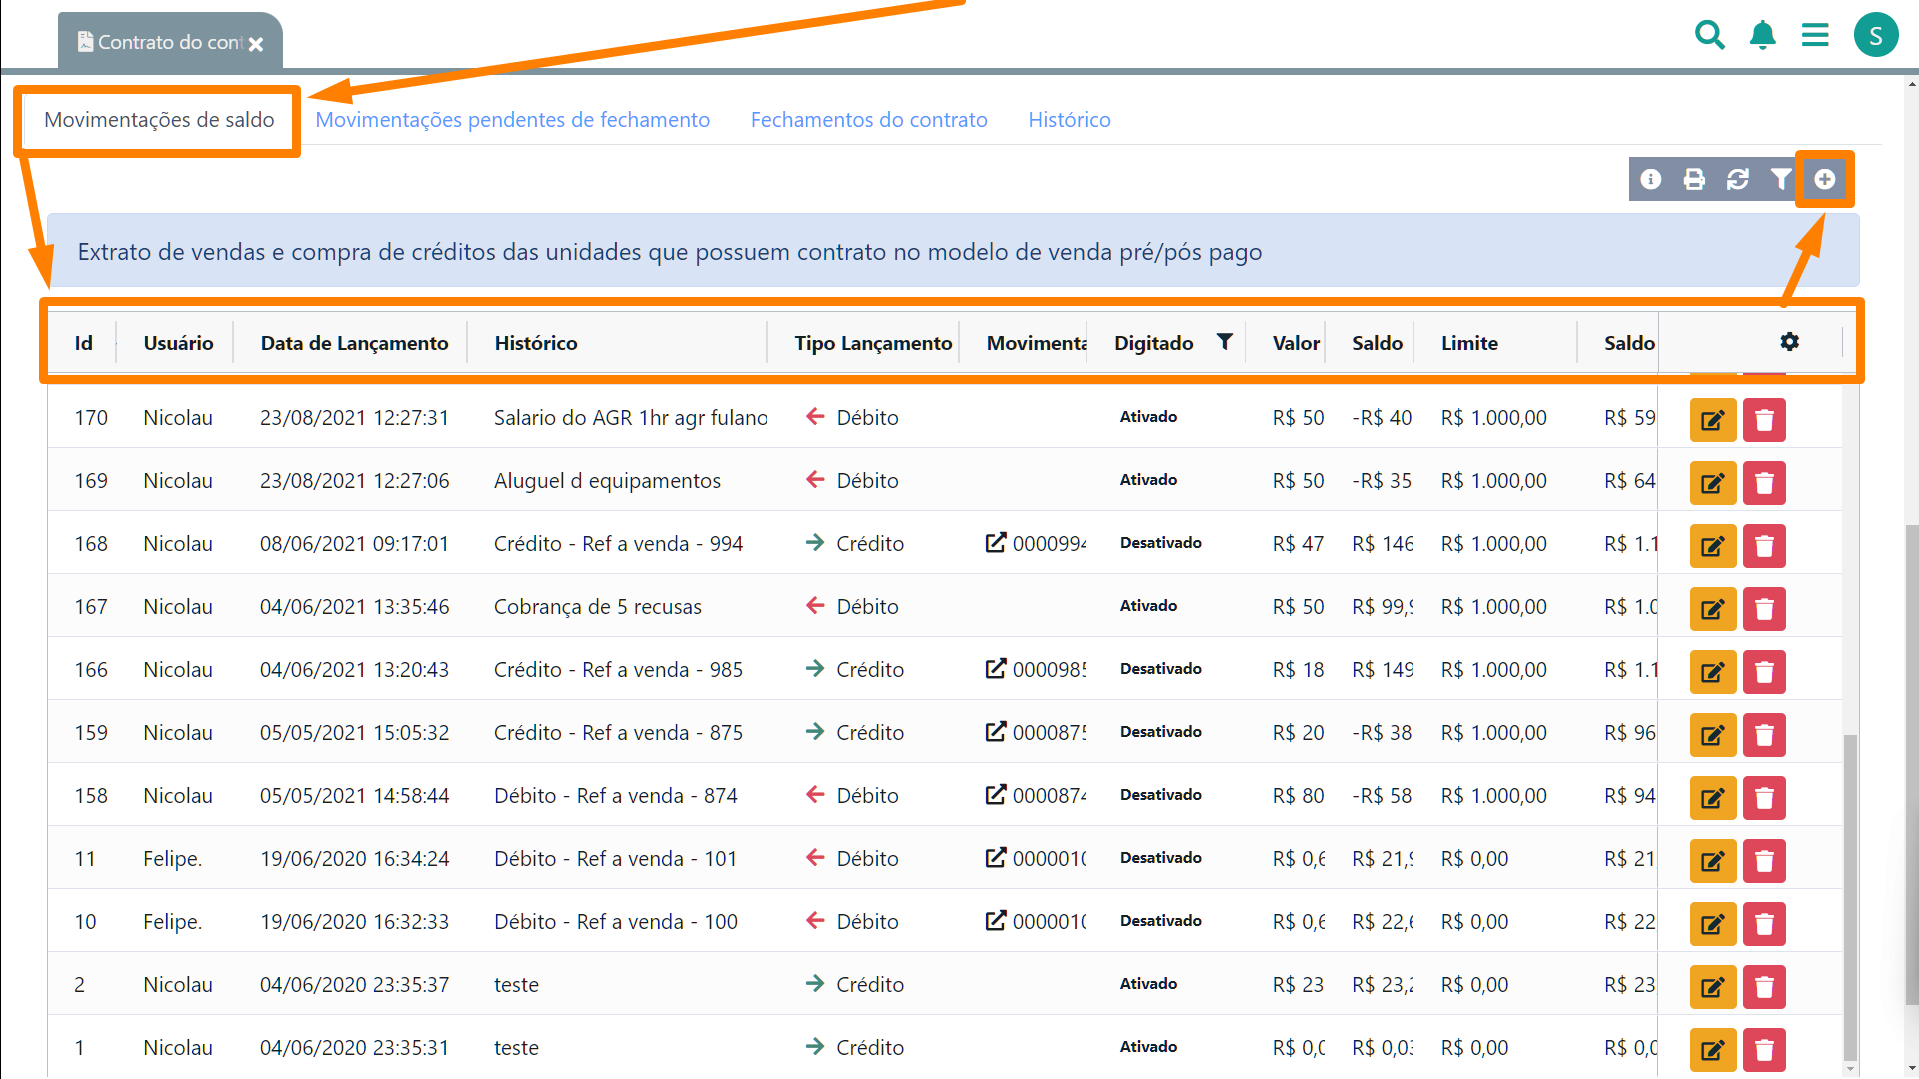 Contrato do con
S
Movimentações de saldo Movimentações pendentes de fechamento Fechamentos do contrato Histórico
Extrato de vendas e compra de créditos das unidades que possuem contrato no modelo de venda pré/pós pago
Id Usuário Data de Lançamento Histórico Tipo Lançamento Movimenta Digitado Valor Saldo Limite Saldo
170 Nicolau 23/08/2021 12:27:31 Salario do AGR 1hr agr fulano Débito Ativado R$ 50 -R$ 40 R$ 1.000,00 R$ 59
169 Nicolau 23/08/2021 12:27:06 Aluguel d equipamentos Débito Ativado R$ 50 -R$ 35 R$ 1.000,00 R$ 64
168 Nicolau 08/06/2021 09:17:01 Crédito - Ref a venda - 994 Crédito 0000994 Desativado R$ 47 R$ 146 R$ 1.000,00 R$ 1.1
167 Nicolau 04/06/2021 13:35:46 Cobrança de 5 recusas Débito Ativado R$ 50 R$ 99,9 R$ 1.000,00 R$ 1.0
166 Nicolau 04/06/2021 13:20:43 Crédito - Ref a venda - 985 Crédito 0000985 Desativado R$ 18 R$ 149 R$ 1.000,00 R$ 1.1
159 Nicolau 05/05/2021 15:05:32 Crédito - Ref a venda - 875 Crédito 0000875 Desativado R$ 20 -R$ 38 R$ 1.000,00 R$ 96
158 Nicolau 05/05/2021 14:58:44 Débito - Ref a venda - 874 Débito 0000874 Desativado R$ 80 -R$ 58 R$ 1.000,00 R$ 94
11 Felipe. 19/06/2020 16:34:24 Débito - Ref a venda - 101 Débito 0000010 Desativado R$ 0,6 R$ 21,9 R$ 0,00 R$ 21
10 Felipe. 19/06/2020 16:32:33 Débito - Ref a venda - 100 Débito 0000010 Desativado R$ 0,6 R$ 22,6 R$ 0,00 R$ 22
2 Nicolau 04/06/2020 23:35:37 teste Crédito Ativado R$ 23 R$ 23,2 R$ 0,00 R$ 23,
1 Nicolau 04/06/2020 23:35:31 teste Crédito Ativado R$ 0,0 R$ 0,03 R$ 0,00 R$ 0,0